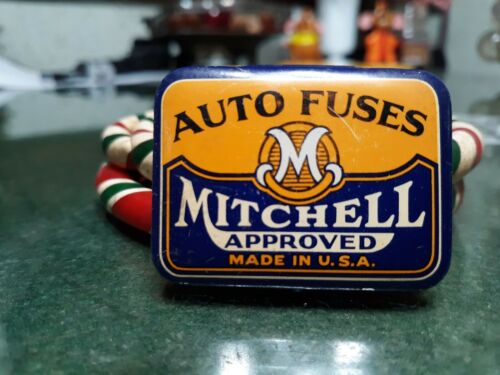 AUTO FUSES
M
MITCHELL
APPROVED
MADE IN U.S.A.